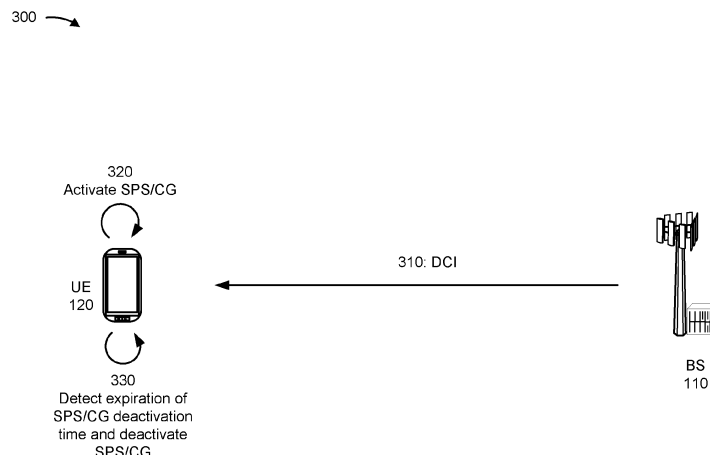 300
320
Activate SPS/CG
310: DCI
UE
120
BS
110
330
Detect expiration of
SPS/CG deactivation
time and deactivate
SPS/CG